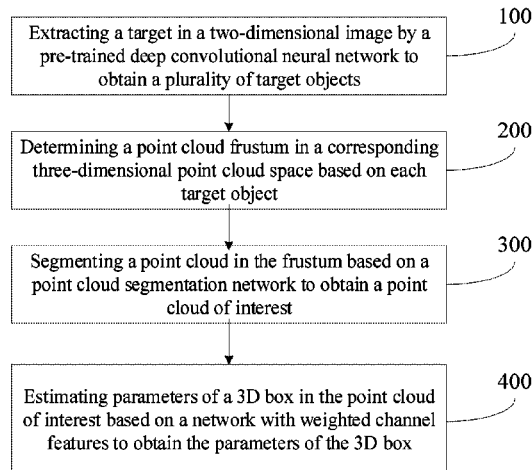 100
Extracting a target in a two-dimensional image by a
pre-trained deep convolutional neural network to
obtain a plurality of target objects
200
Determining a point cloud frustum in a corresponding
three-dimensional point cloud space based on each
target object
300
Segmenting a point cloud in the frustum based on a
point cloud segmentation network to obtain a point
cloud of interest
400
Estimating parameters of a 3D box in the point cloud
of interest based on a network with weighted channel
features to obtain the parameters of the 3D box